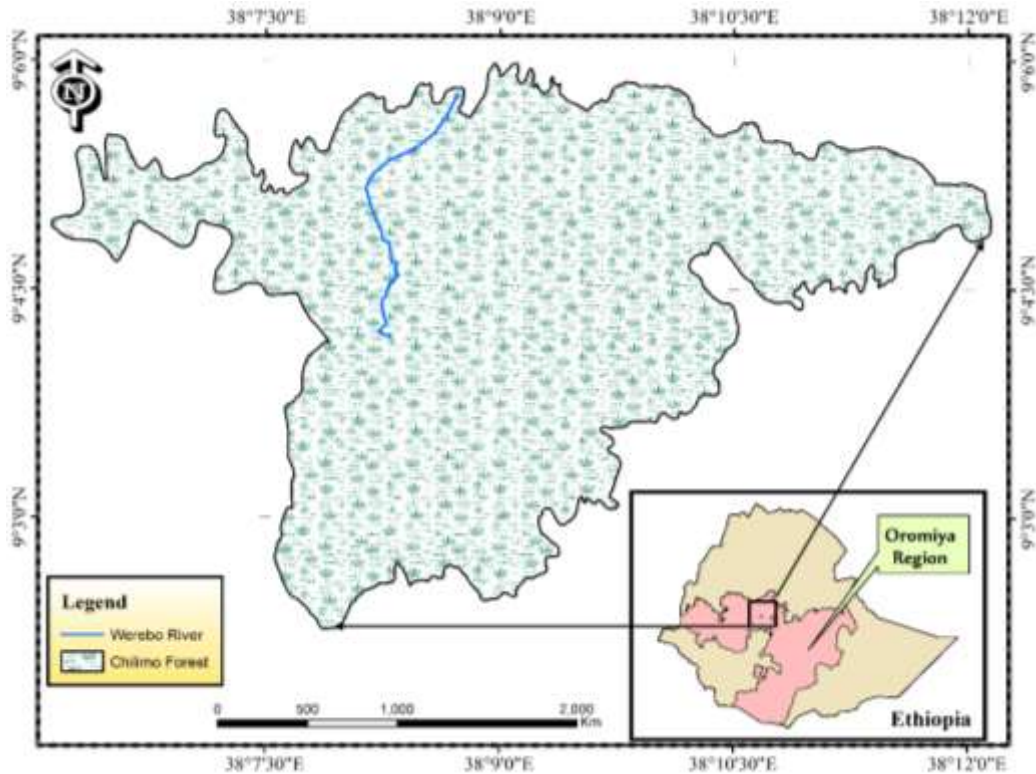 38°7'30"E 38°9'0"E 38°10'30"E 38°12'0"E
9°6'0"N 9°6'0"N
N
9°4'30"N 9°4'30"N
9°3'0"N 9°3'0"N
Oromiya
Region
Legend
Werebo River
Chilimo Forest
0 500 1,000 2,000
Km
Ethiopia
38°7'30"E 38°9'0"E 38°10'30"E 38°12'0"E